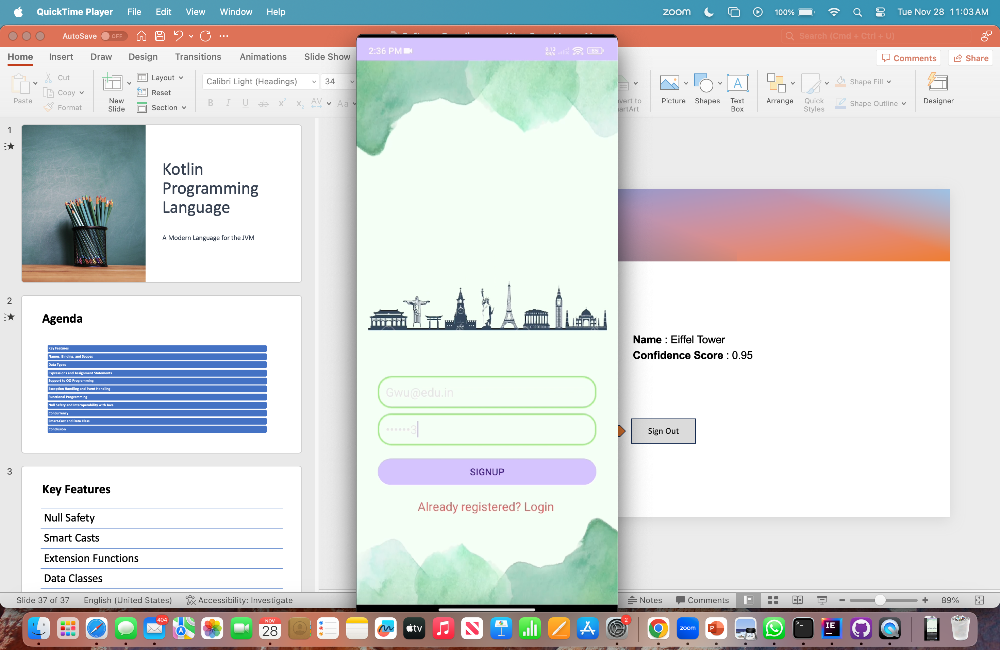 QuickTime Player File Edit View Window Help
zoom 100% Tue Nov 28 11:03 AM
AutoSave OFF
Search (Cmd + Ctrl + U)
Home Insert Draw Design Transitions Animations Slide Show
Comments Share
Paste
Cut
Copy
Format
New
Slide
Layout
Reset
Section
Calibri Light (Headings) 34
B I U ab x2 x2 AV Aa
Picture
Shapes
Text
Box
Arrange
Quick
Styles
Shape Fill
Shape Outline
Designer
1
Kotlin
Programming
Language
A Modern Language for the JVM
2
Agenda
Key Features
Names, Binding, and Scopes
Data Types
Expressions and Assignment Statements
Support to OO Programming
Exception Handling and Event Handling
Functional Programming
Null Safety and Interoperability with Java
Concurrency
Smart-Cast and Data Class
Conclusion
3
Key Features
Null Safety
Smart Casts
Extension Functions
Data Classes
2:36 PM
0.13
KB/s
85
Gwu@edu.in
••••••3
SIGNUP
Already registered? Login
Name : Eiffel Tower
Confidence Score : 0.95
Sign Out
Slide 37 of 37 English (United States) Accessibility: Investigate
Notes Comments 89%
404
NOV
28
tv
2
zoom
P
IE